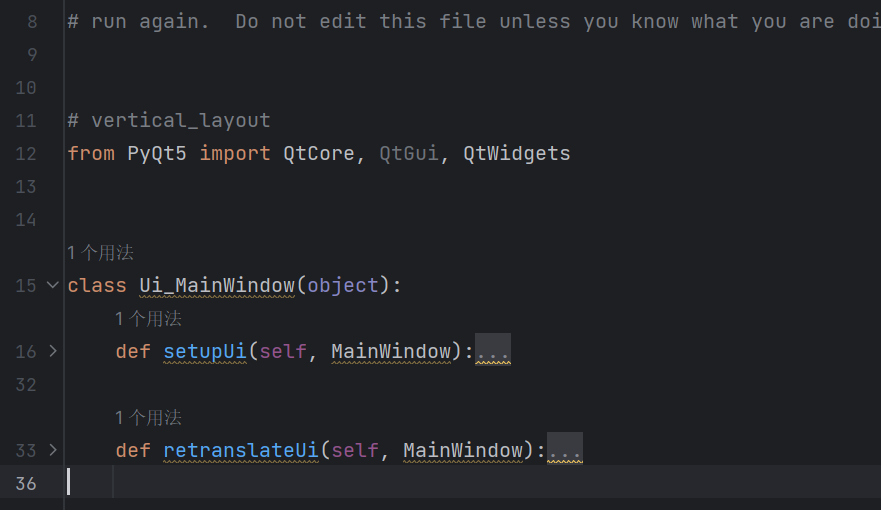 8 # run again.  Do not edit this file unless you know what you are doi
9
10
11 # vertical_layout
12 from PyQt5 import QtCore, QtGui, QtWidgets
13
14
1 个用法
15 class Ui_MainWindow(object):
1 个用法
16 def setupUi(self, MainWindow):...
32
1 个用法
33 def retranslateUi(self, MainWindow):...
36